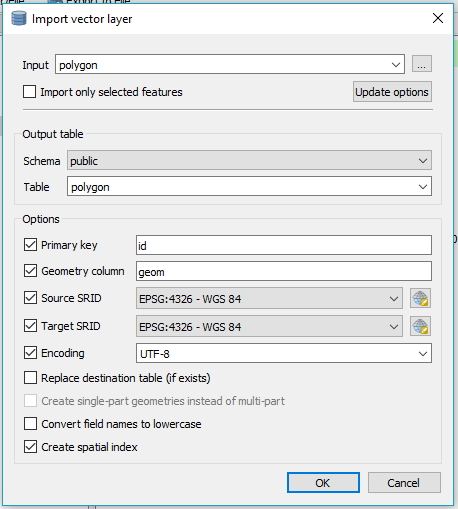 Import vector layer
Input polygon ...
Import only selected features Update options
Output table
Schema public
Table polygon
Options
Primary key id
Geometry column geom
Source SRID EPSG:4326 - WGS 84
Target SRID EPSG:4326 - WGS 84
Encoding UTF-8
Replace destination table (if exists)
Create single-part geometries instead of multi-part
Convert field names to lowercase
Create spatial index
OK Cancel